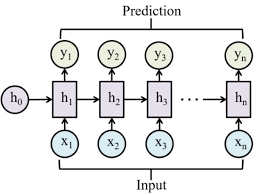 Prediction
y1 y2 y3 yn
h0 h1 h2 h3 ... hn
x1 x2 x3 xn
Input